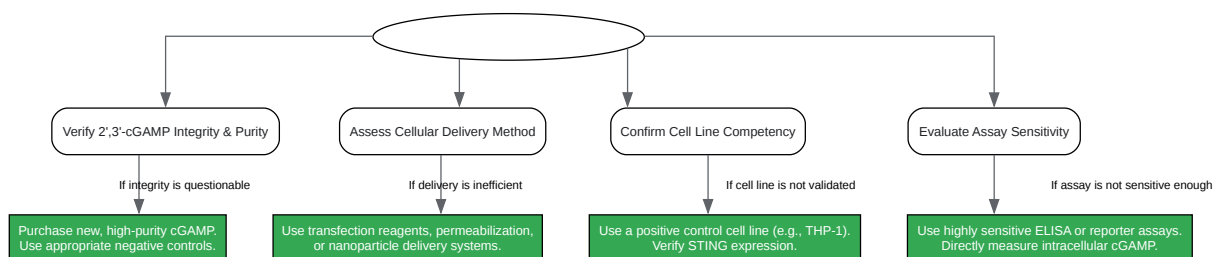 Verify 2',3'-cGAMP Integrity & Purity
Assess Cellular Delivery Method
Confirm Cell Line Competency
Evaluate Assay Sensitivity
If integrity is questionable
If delivery is inefficient
If cell line is not validated
If assay is not sensitive enough
Purchase new, high-purity cGAMP.
Use appropriate negative controls.
Use transfection reagents, permeabilization,
or nanoparticle delivery systems.
Use a positive control cell line (e.g., THP-1).
Verify STING expression.
Use highly sensitive ELISA or reporter assays.
Directly measure intracellular cGAMP.